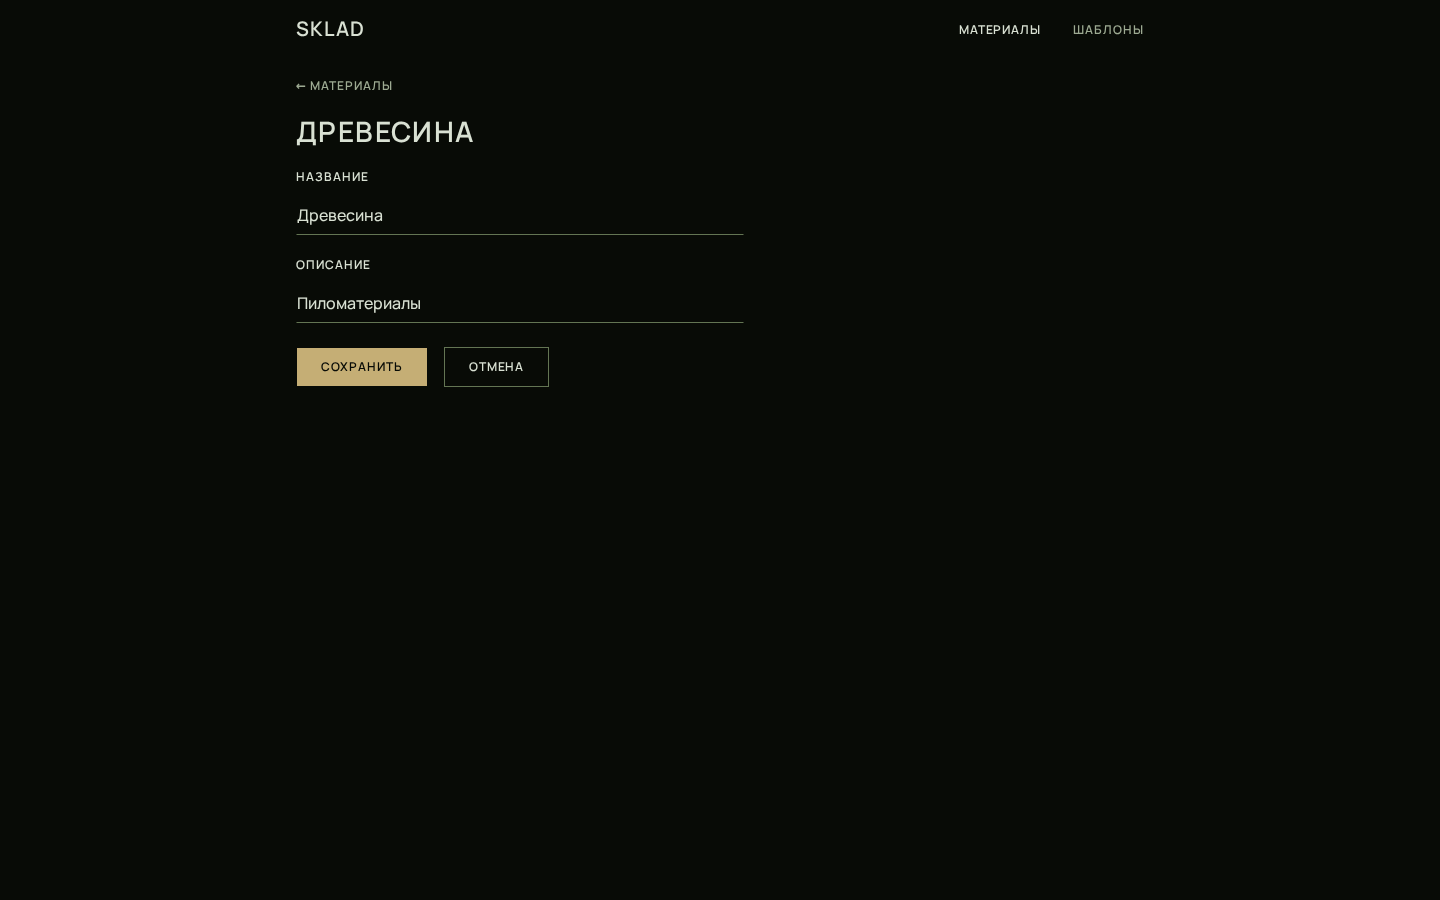 SKLAD
МАТЕРИАЛЫ
ШАБЛОНЫ
← МАТЕРИАЛЫ
ДРЕВЕСИНА
НАЗВАНИЕ
Древесина
ОПИСАНИЕ
Пиломатериалы
СОХРАНИТЬ
ОТМЕНА